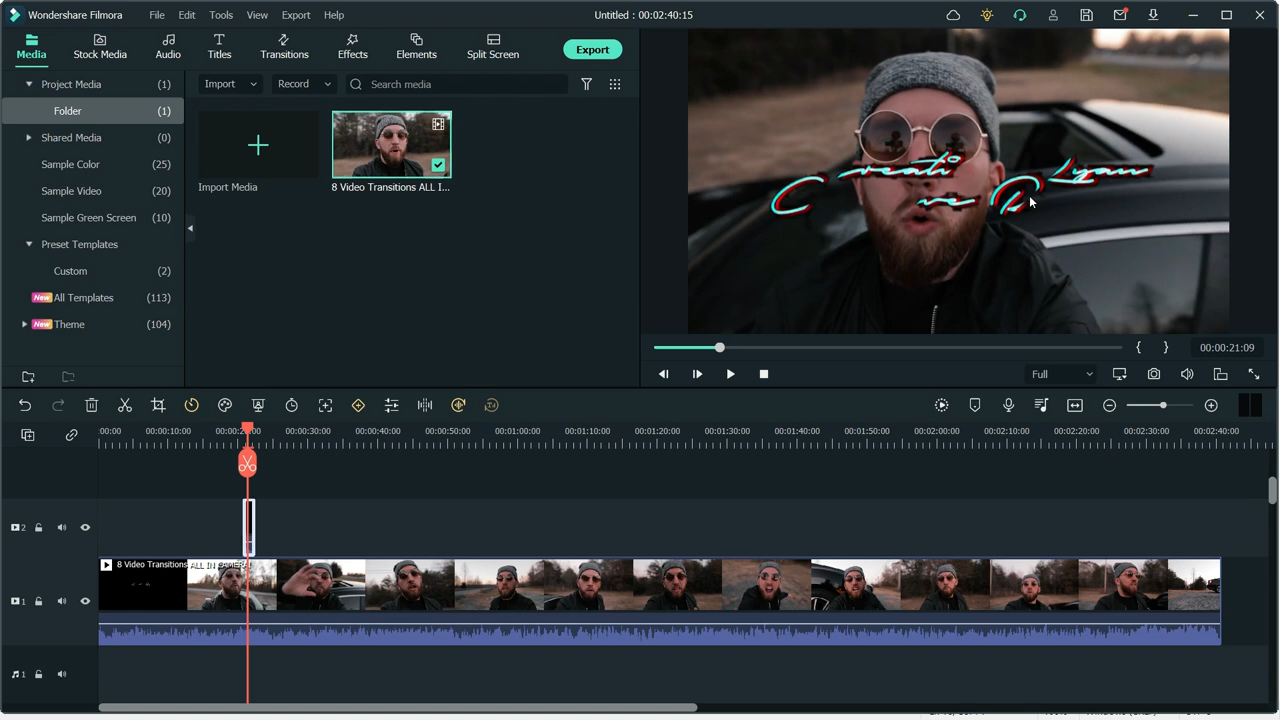 Wondershare Filmora File Edit Tools View Export Help Untitled : 00:02:40:15
Media Stock Media Audio Titles Transitions Effects Elements Split Screen Export
Project Media (1)
Folder (1)
Shared Media (0)
Sample Color (25)
Sample Video (20)
Sample Green Screen (10)
Preset Templates
Custom (2)
New All Templates (113)
New Theme (104)
Import Record Search media
Import Media 8 Video Transitions ALL I...
Creative Ryan
00:00:21:09
Full
00:00 00:00:10:00 00:00:30:00 00:00:40:00 00:00:50:00 00:01:00:00 00:01:10:00 00:01:20:00 00:01:30:00 00:01:40:00 00:01:50:00 00:02:00:00 00:02:10:00 00:02:20:00 00:02:30:00 00:02:40:00
2
8 Video Transitions ALL IN CAMERA!
1
1